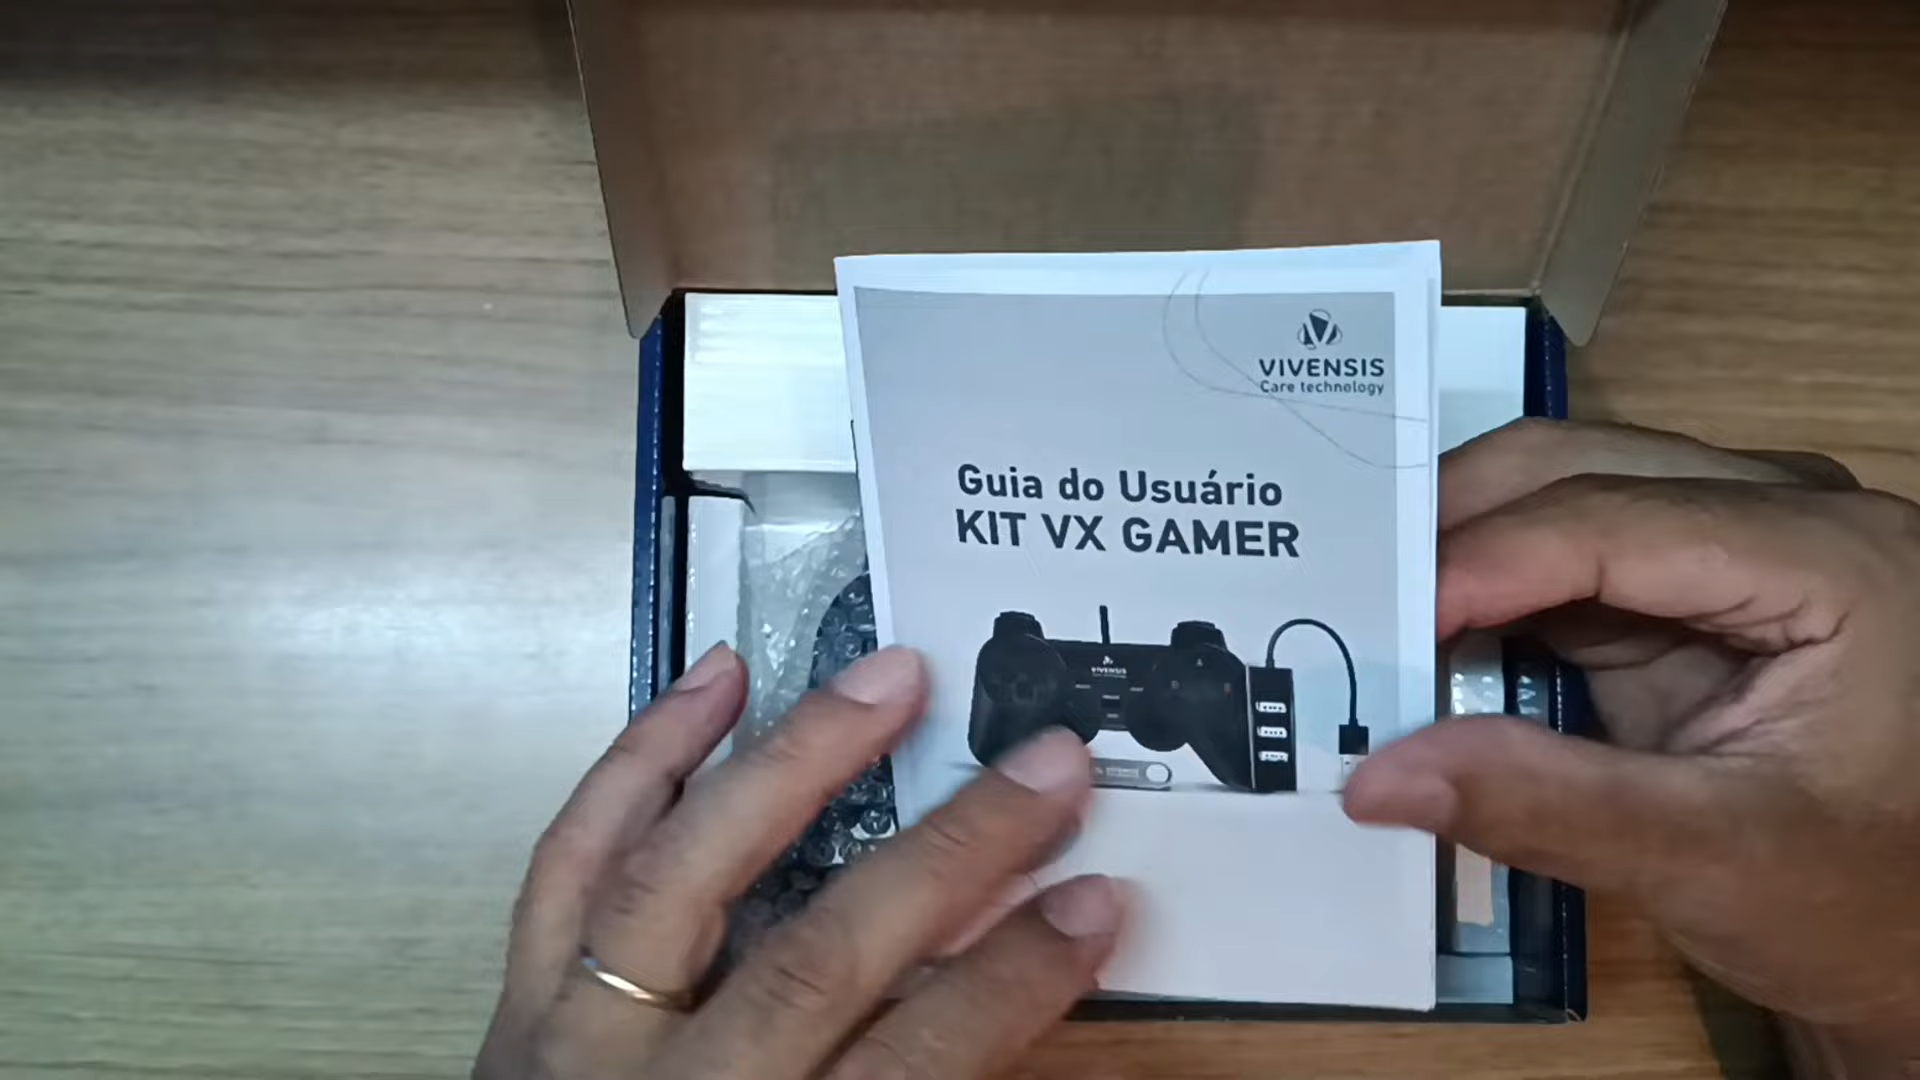 VIVENSIS
Care technology
Guia do Usuário
KIT VX GAMER
VIVENSIS